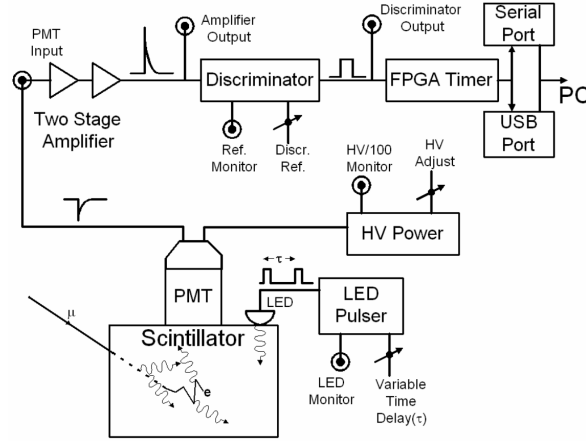 PMT
Input
Amplifier
Output
Discriminator
Output
Serial
Port
Discriminator
FPGA Timer
PC
Two Stage
Amplifier
USB
Port
Ref.
Monitor
Discr.
Ref.
HV/100
Monitor
HV
Adjust
HV Power
τ
PMT
LED
LED
Pulser
μ
Scintillator
e
LED
Monitor
Variable
Time
Delay(τ)